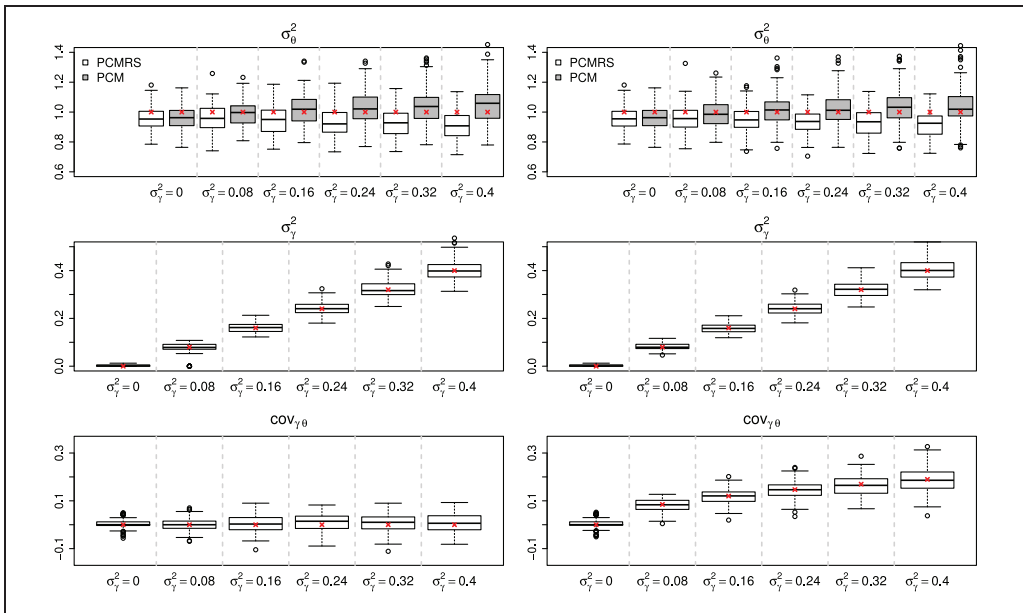 σ²θ
σ²θ
1.4
1.2
1.0
0.8
0.6
PCMRS
PCM
1.4
1.2
1.0
0.8
0.6
PCMRS
PCM
σ²γ = 0 σ²γ = 0.08 σ²γ = 0.16 σ²γ = 0.24 σ²γ = 0.32 σ²γ = 0.4
σ²γ = 0 σ²γ = 0.08 σ²γ = 0.16 σ²γ = 0.24 σ²γ = 0.32 σ²γ = 0.4
σ²γ
σ²γ
0.4
0.2
0.0
0.4
0.2
0.0
σ²γ = 0 σ²γ = 0.08 σ²γ = 0.16 σ²γ = 0.24 σ²γ = 0.32 σ²γ = 0.4
σ²γ = 0 σ²γ = 0.08 σ²γ = 0.16 σ²γ = 0.24 σ²γ = 0.32 σ²γ = 0.4
covγθ
covγθ
0.3
0.1
−0.1
0.3
0.1
−0.1
σ²γ = 0 σ²γ = 0.08 σ²γ = 0.16 σ²γ = 0.24 σ²γ = 0.32 σ²γ = 0.4
σ²γ = 0 σ²γ = 0.08 σ²γ = 0.16 σ²γ = 0.24 σ²γ = 0.32 σ²γ = 0.4